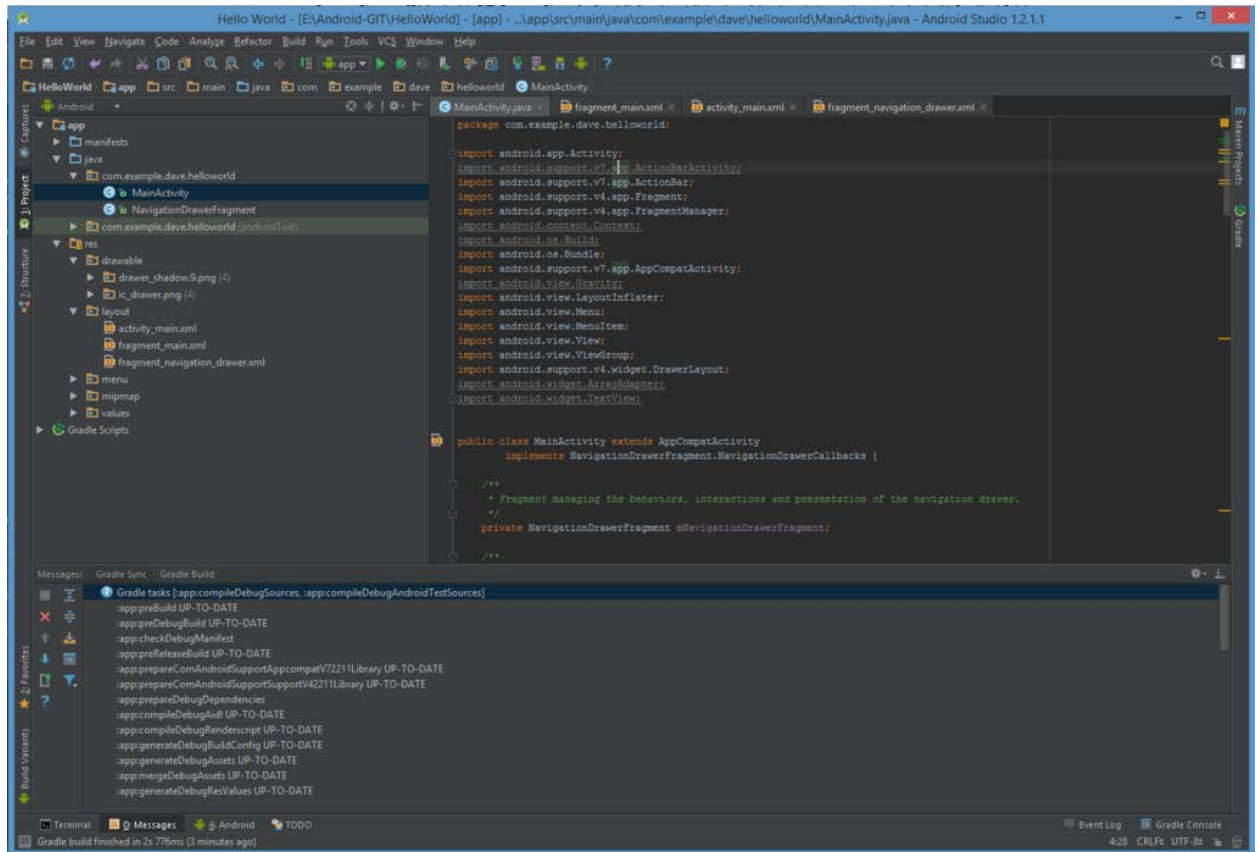 Hello World - [E:\Android-GIT\HelloWorld] - [app] - ...\app\src\main\java\com\example\dave\helloworld\MainActivity.java - Android Studio 1.2.1.1
File Edit View Navigate Code Analyze Refactor Build Run Tools VCS Window Help
app
HelloWorld app src main java com example dave helloworld MainActivity
Android
MainActivity.java fragment_main.xml activity_main.xml fragment_navigation_drawer.xml
Captures
1: Project
2: Structure
app
manifests
java
com.example.dave.helloworld
MainActivity
NavigationDrawerFragment
com.example.dave.helloworld (androidTest)
res
drawable
drawer_shadow.9.png (4)
ic_drawer.png (4)
layout
activity_main.xml
fragment_main.xml
fragment_navigation_drawer.xml
menu
mipmap
values
Gradle Scripts
package com.example.dave.helloworld;
import android.app.Activity;
import android.support.v7.app.ActionBarActivity;
import android.support.v7.app.ActionBar;
import android.support.v4.app.Fragment;
import android.support.v4.app.FragmentManager;
import android.content.Context;
import android.os.Build;
import android.os.Bundle;
import android.support.v7.app.AppCompatActivity;
import android.view.Gravity;
import android.view.LayoutInflater;
import android.view.Menu;
import android.view.MenuItem;
import android.view.View;
import android.view.ViewGroup;
import android.support.v4.widget.DrawerLayout;
import android.widget.ArrayAdapter;
import android.widget.TextView;
public class MainActivity extends AppCompatActivity
implements NavigationDrawerFragment.NavigationDrawerCallbacks {
/**
* Fragment managing the behaviors, interactions and presentation of the navigation drawer.
*/
private NavigationDrawerFragment mNavigationDrawerFragment;
/**
m
Maven Projects
Gradle
Messages: Gradle Sync Gradle Build
Gradle tasks [:app:compileDebugSources, :app:compileDebugAndroidTestSources]
:app:preBuild UP-TO-DATE
:app:preDebugBuild UP-TO-DATE
:app:checkDebugManifest
:app:preReleaseBuild UP-TO-DATE
:app:prepareComAndroidSupportAppcompatV72211Library UP-TO-DATE
:app:prepareComAndroidSupportSupportV42211Library UP-TO-DATE
:app:prepareDebugDependencies
:app:compileDebugAidl UP-TO-DATE
:app:compileDebugRenderscript UP-TO-DATE
:app:generateDebugBuildConfig UP-TO-DATE
:app:generateDebugAssets UP-TO-DATE
:app:mergeDebugAssets UP-TO-DATE
:app:generateDebugResValues UP-TO-DATE
2: Favorites
Build Variants
Terminal 0: Messages 6: Android TODO Event Log Gradle Console
Gradle build finished in 2s 776ms (3 minutes ago) 4:28 CRLF÷ UTF-8÷